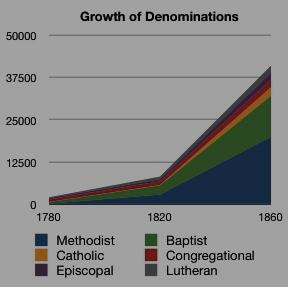 Growth of Denominations
50000
37500
25000
12500
0
1780 1820 1860
Methodist Baptist
Catholic Congregational
Episcopal Lutheran